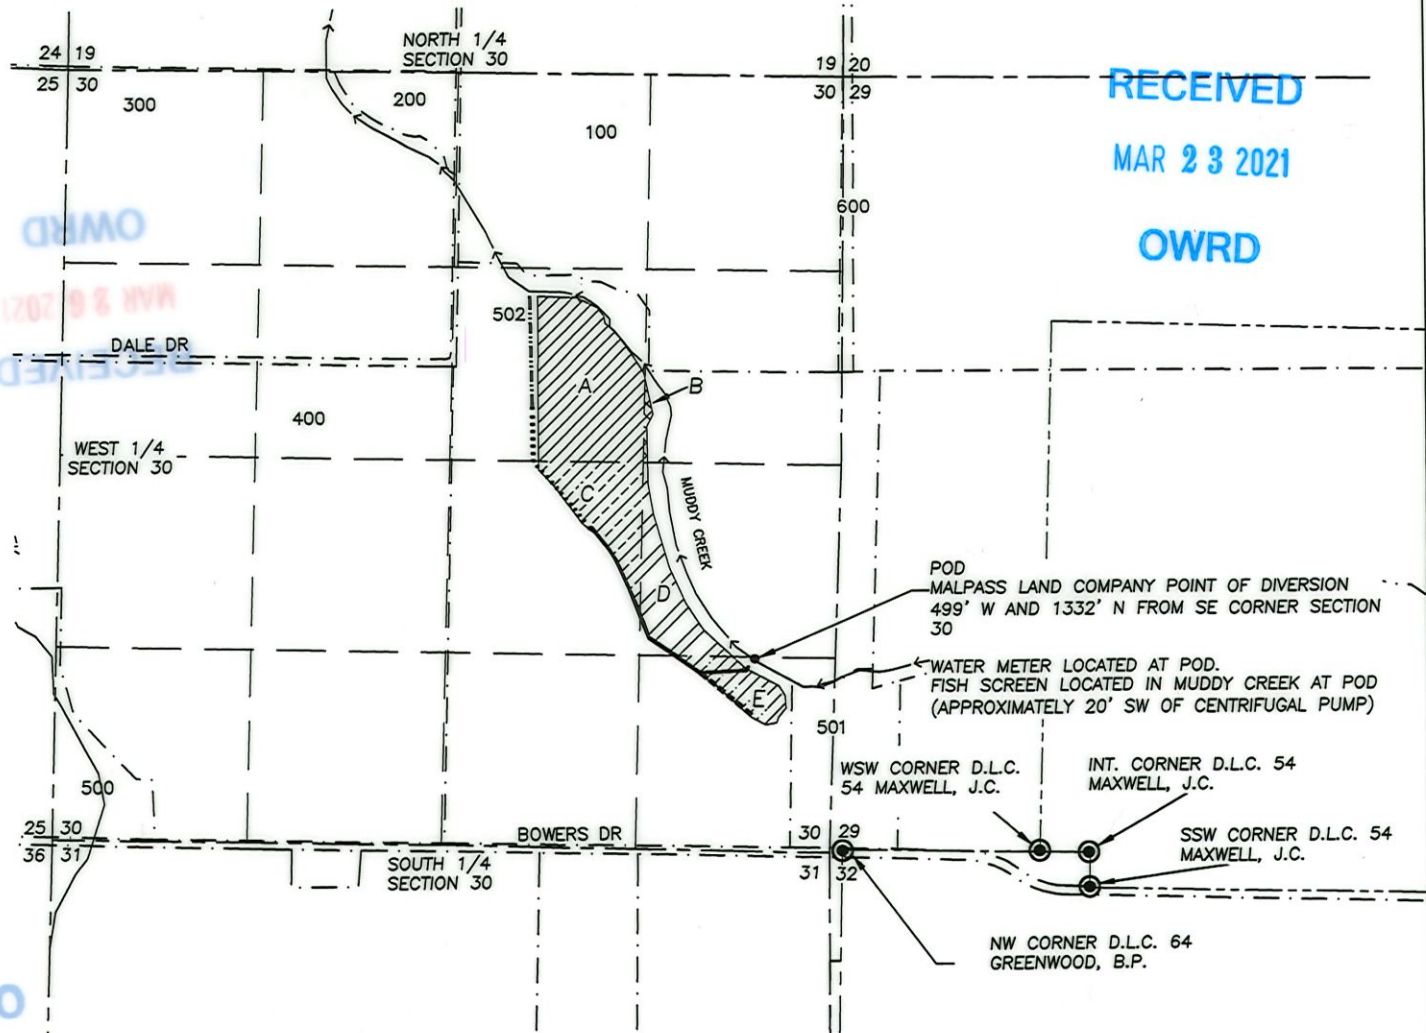 NORTH 1/4
SECTION 30
24 19
25 30
19 20
30 29
300
200
100
RECEIVED
MAR 23 2021
OWRD
600
OWRD
MAR 26 2021
RECEIVED
502
DALE DR
A
B
400
WEST 1/4
SECTION 30
C
MUDDY CREEK
D
POD
MALPASS LAND COMPANY POINT OF DIVERSION
499' W AND 1332' N FROM SE CORNER SECTION
30
WATER METER LOCATED AT POD.
FISH SCREEN LOCATED IN MUDDY CREEK AT POD
(APPROXIMATELY 20' SW OF CENTRIFUGAL PUMP)
E
501
500
WSW CORNER D.L.C.
54 MAXWELL, J.C.
INT. CORNER D.L.C. 54
MAXWELL, J.C.
25 30
36 31
BOWERS DR
30 29
31 32
SSW CORNER D.L.C. 54
MAXWELL, J.C.
SOUTH 1/4
SECTION 30
NW CORNER D.L.C. 64
GREENWOOD, B.P.